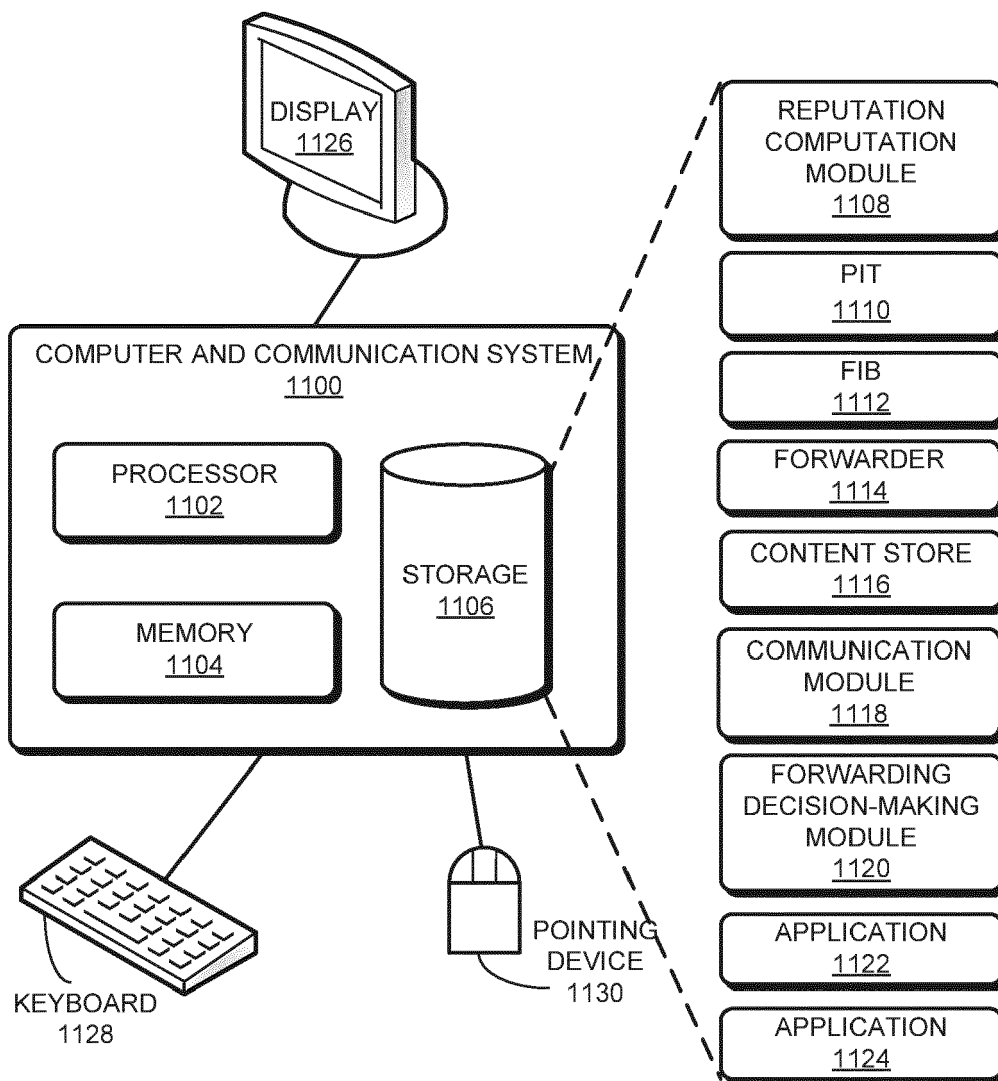 DISPLAY
1126
COMPUTER AND COMMUNICATION SYSTEM
1100
PROCESSOR
1102
MEMORY
1104
STORAGE
1106
KEYBOARD
1128
POINTING
DEVICE
1130
REPUTATION
COMPUTATION
MODULE
1108
PIT
1110
FIB
1112
FORWARDER
1114
CONTENT STORE
1116
COMMUNICATION
MODULE
1118
FORWARDING
DECISION-MAKING
MODULE
1120
APPLICATION
1122
APPLICATION
1124